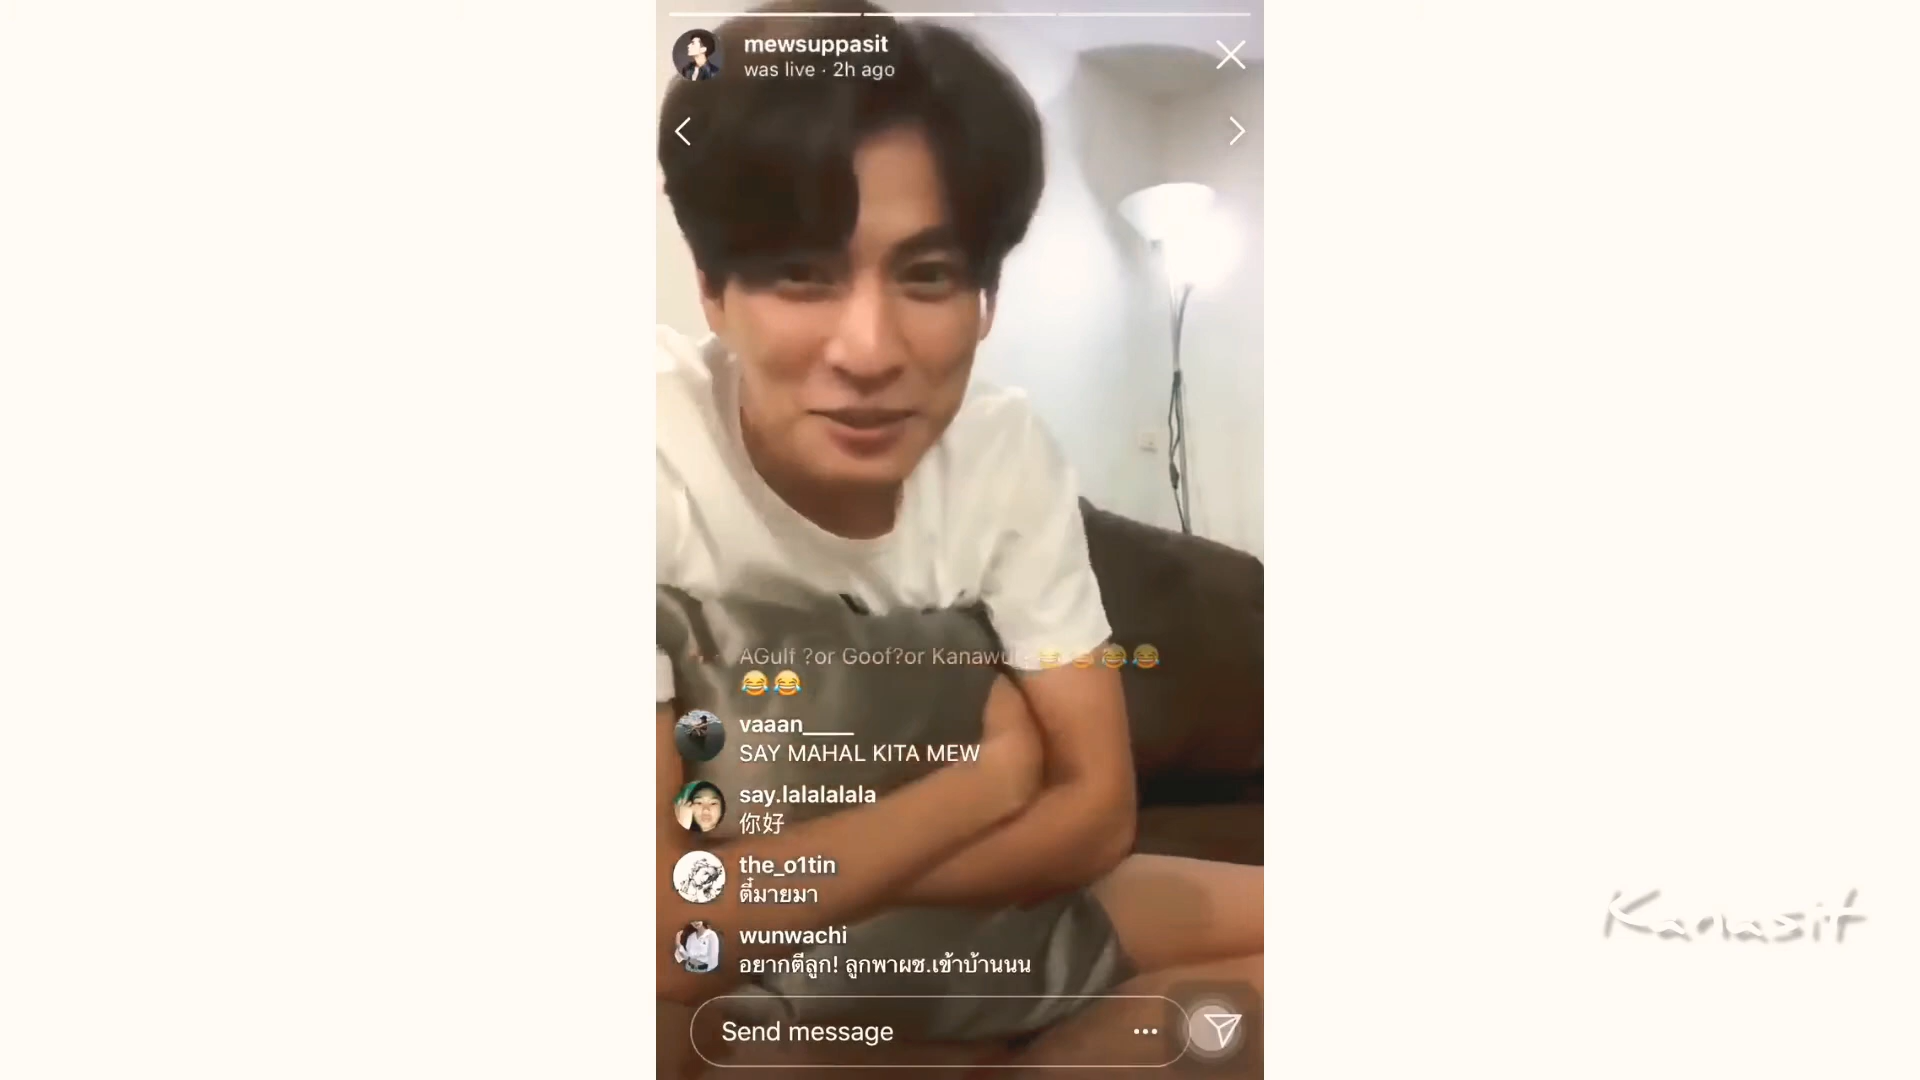 mewsuppasit
was live · 2h ago
AGulf ?or Goof?or 😂😂😂😂
😂😂
vaaan_____
SAY MAHAL KITA MEW
say.lalalalala
你好
the_o1tin
ตี๋มายมา
wunwachi
อยากตีลูก! ลูกพาผช.เข้าบ้านนน
Send message
Kanasit